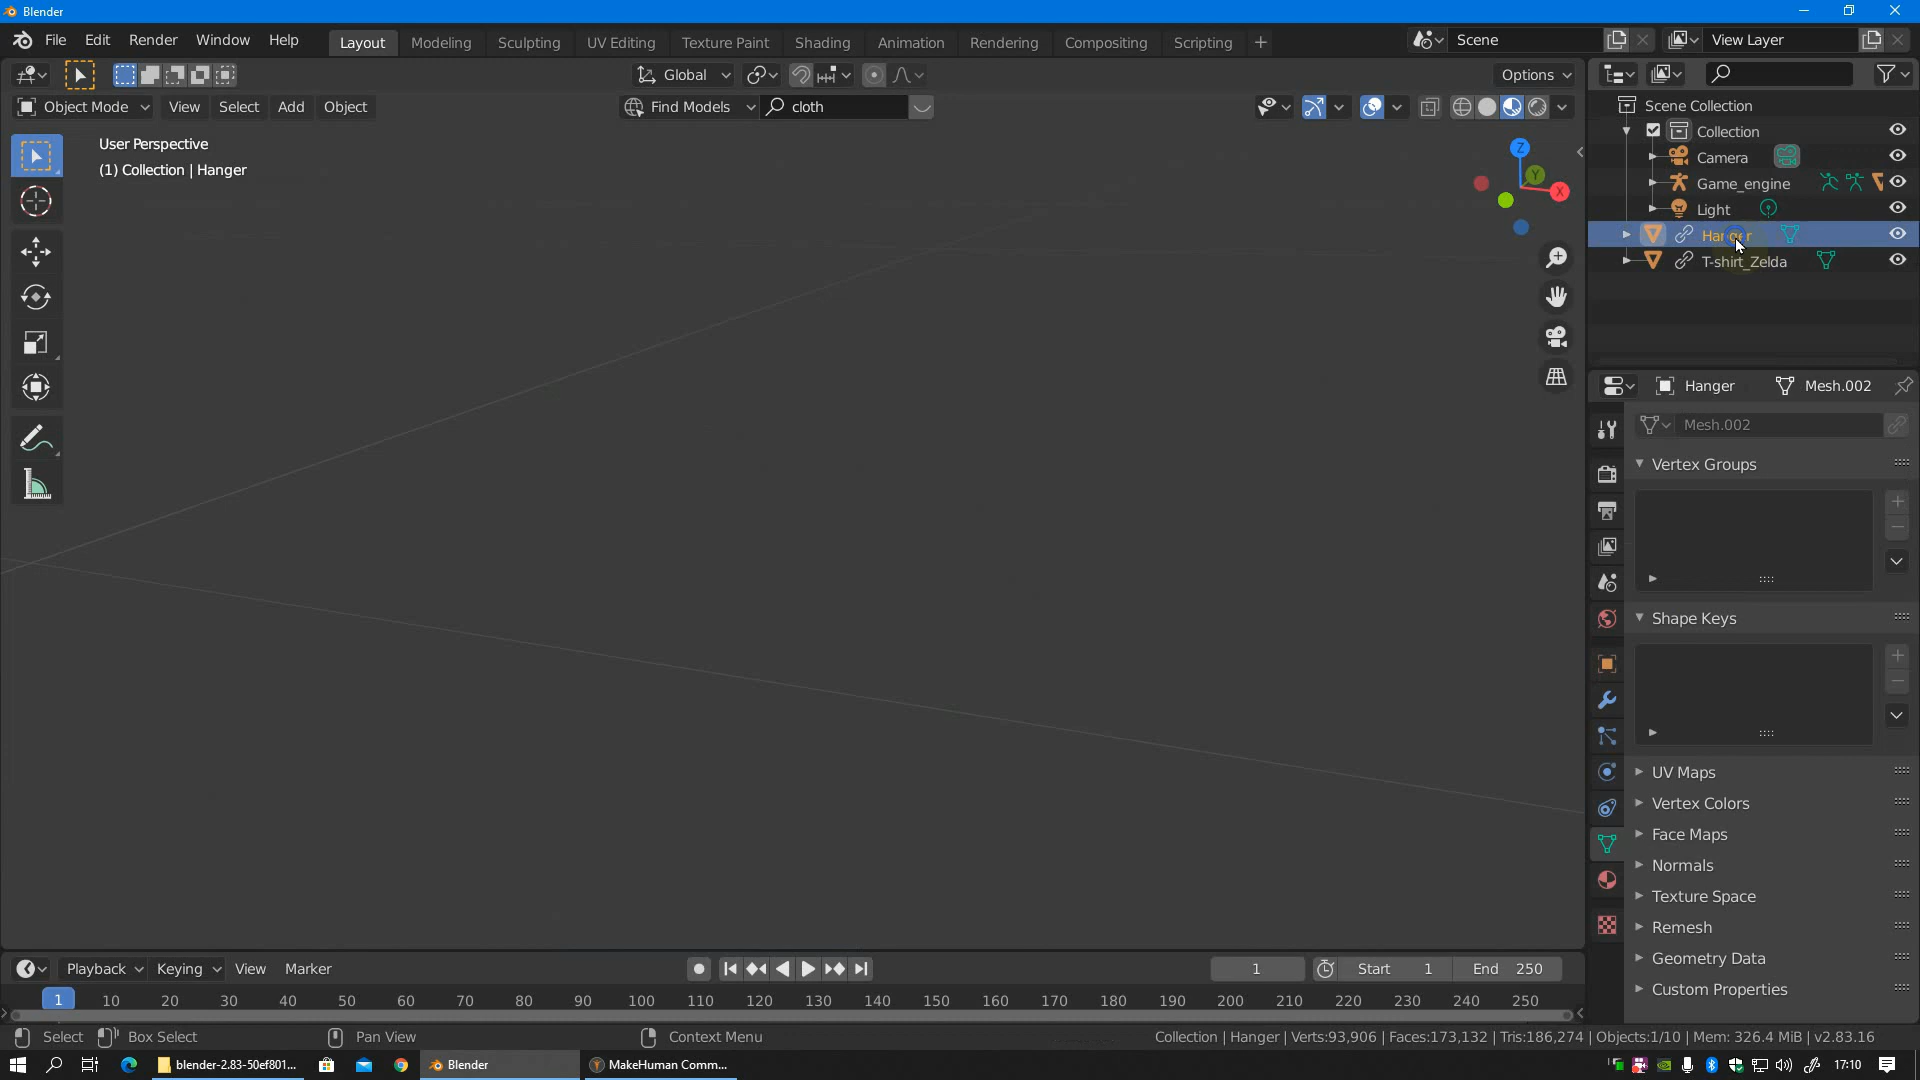 Blender
File Edit Render Window Help
Layout Modeling Sculpting UV Editing Texture Paint Shading Animation Rendering Compositing Scripting
Scene
View Layer
Global
Options
Object Mode View Select Add Object
Find Models
cloth
User Perspective
(1) Collection | Hanger
Z
Y
X
Scene Collection
Collection
Camera
Game_engine
Light
Hanger
T-shirt_Zelda
Hanger
Mesh.002
Mesh.002
Vertex Groups
Shape Keys
UV Maps
Vertex Colors
Face Maps
Normals
Texture Space
Remesh
Geometry Data
Custom Properties
Playback Keying View Marker
1
Start 1
End 250
1 10 20 30 40 50 60 70 80 90 100 110 120 130 140 150 160 170 180 190 200 210 220 230 240 250
Select Box Select Pan View Context Menu
Collection | Hanger | Verts:93,906 | Faces:173,132 | Tris:186,274 | Objects:1/10 | Mem: 326.4 MiB | v2.83.16
blender-2.83-50ef801...
Blender
MakeHuman Comm...
17:10